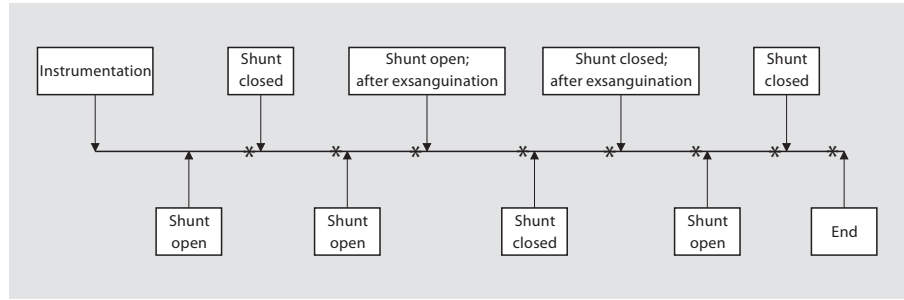 Instrumentation
Shunt
closed
Shunt open;
after exsanguination
Shunt closed;
after exsanguination
Shunt
closed
Shunt
open
Shunt
open
Shunt
closed
Shunt
open
End